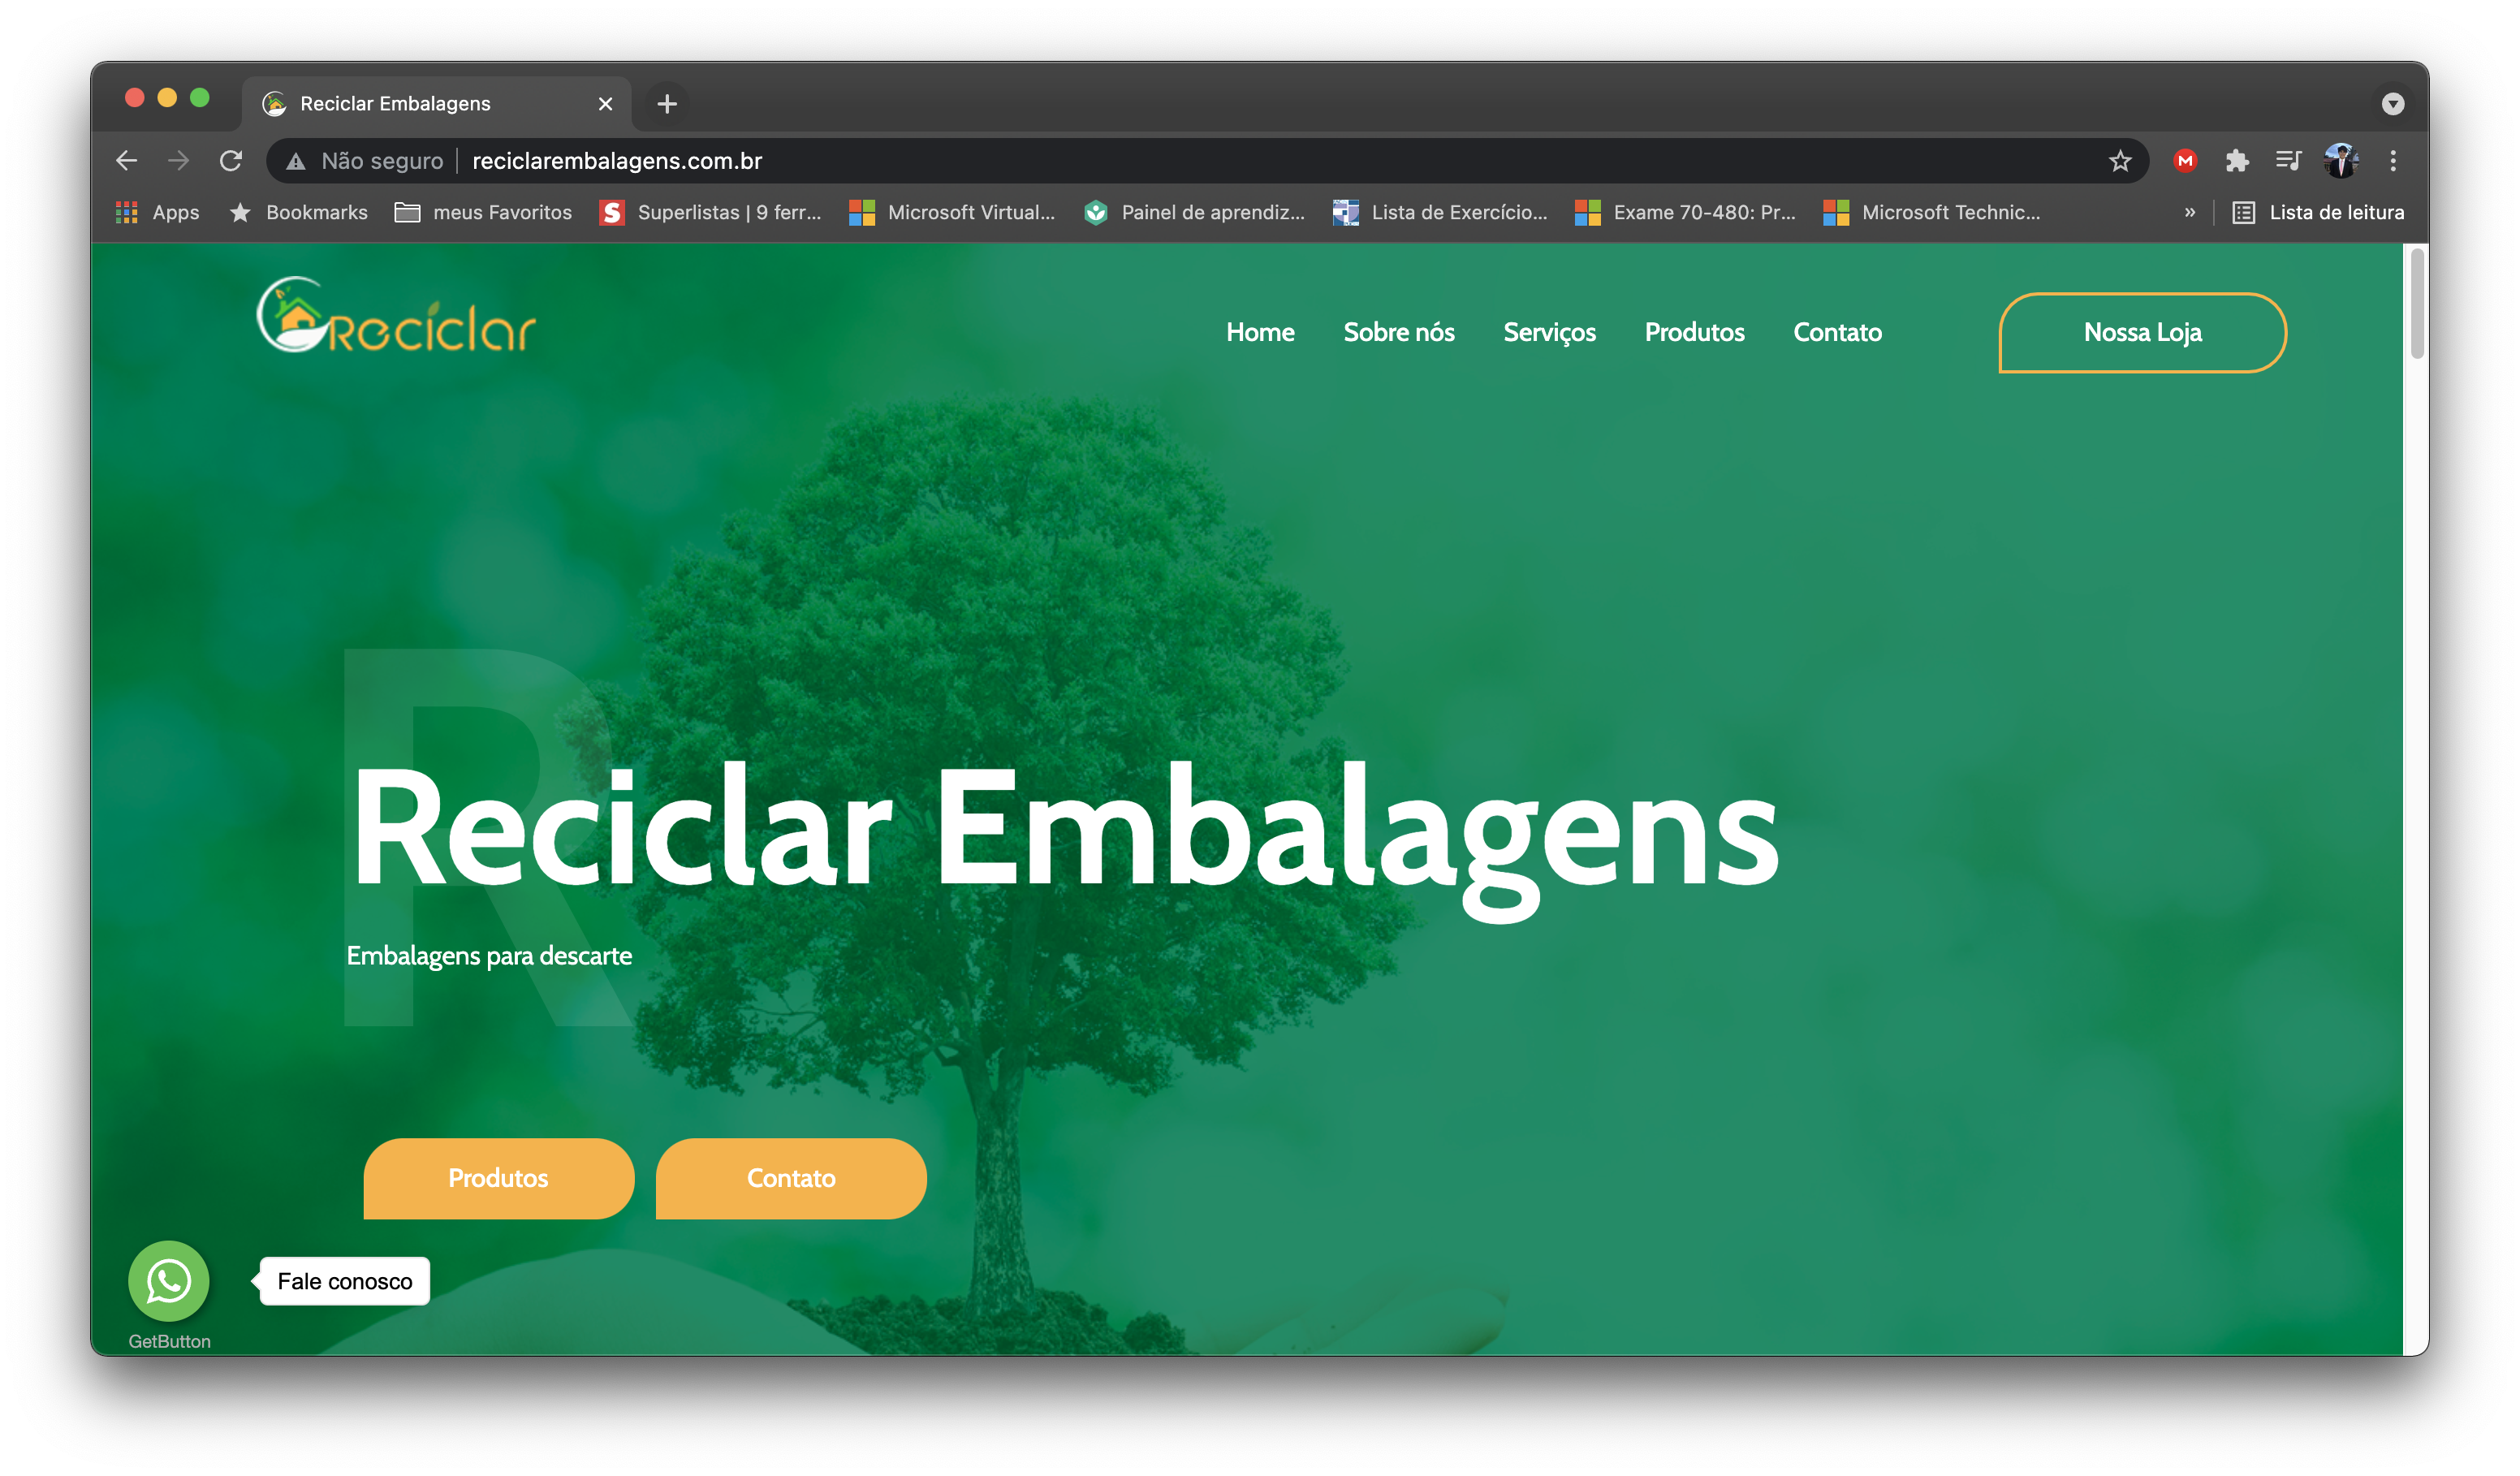 Reciclar Embalagens
Não seguro reciclarembalagens.com.br
Apps Bookmarks meus Favoritos Superlistas | 9 ferr... Microsoft Virtual... Painel de aprendiz... Lista de Exercício... Exame 70-480: Pr... Microsoft Technic... » Lista de leitura
Reciclar Home Sobre nós Serviços Produtos Contato Nossa Loja
R
Reciclar Embalagens
Embalagens para descarte
Produtos Contato
Fale conosco
GetButton